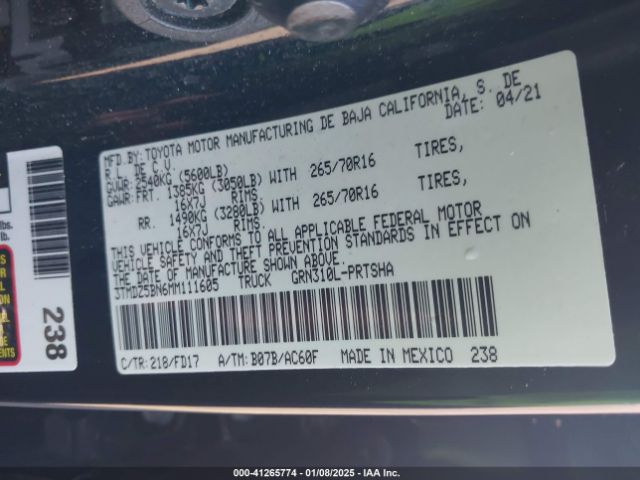 MFD.BY:TOYOTA MOTOR MANUFACTURING DE BAJA CALIFORNIA, S. DE
R.L. DE C.V. DATE: 04/21
GVWR: 2540KG (5600LB)
GAWR: FRT. 1385KG (3050LB) WITH 265/70R16 TIRES,
16X7J RIMS,
RR. 1490KG (3280LB) WITH 265/70R16 TIRES,
16X7J RIMS.
THIS VEHICLE CONFORMS TO ALL APPLICABLE FEDERAL MOTOR
VEHICLE SAFETY AND THEFT PREVENTION STANDARDS IN EFFECT ON
THE DATE OF MANUFACTURE SHOWN ABOVE.
3TMDZ5BN6MM111605 TRUCK GRN310L-PRTSHA
C/TR:218/FD17 A/TM:B07B/AC60F MADE IN MEXICO 238
238
lbs.
lb.
000-41265774 | 01/08/2025 - IAA Inc.